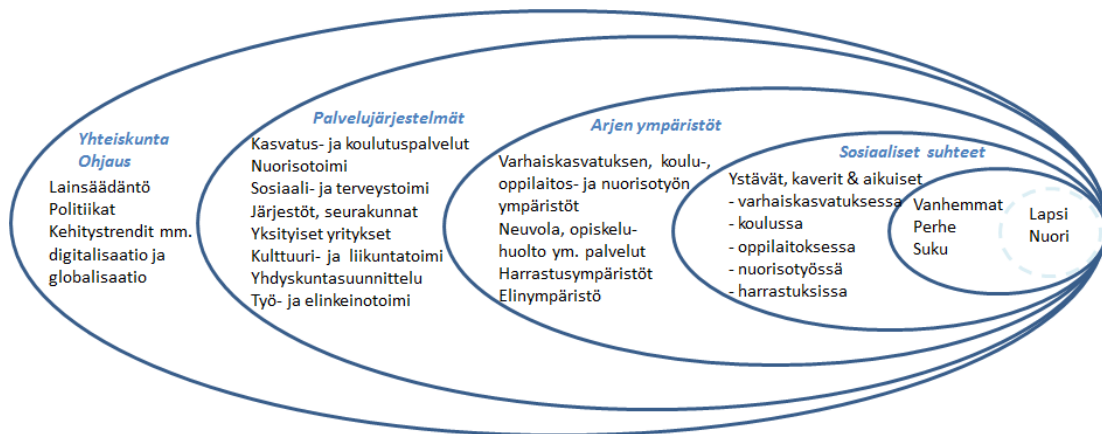 Yhteiskunta
Ohjaus
Lainsäädäntö
Politiikat
Kehitystrendit mm.
digitalisaatio ja
globalisaatio
Palvelujärjestelmät
Kasvatus- ja koulutuspalvelut
Nuorisotoimi
Sosiaali- ja terveystoimi
Järjestöt, seurakunnat
Yksityiset yritykset
Kulttuuri- ja liikuntatoimi
Yhdyskuntasuunnittelu
Työ- ja elinkeinotoimi
Arjen ympäristöt
Varhaiskasvatuksen, koulu-,
oppilaitos- ja nuorisotyön
ympäristöt
Neuvola, opiskelu-
huolto ym. palvelut
Harrastusympäristöt
Elinympäristö
Sosiaaliset suhteet
Ystävät, kaverit & aikuiset
- varhaiskasvatuksessa
- koulussa
- oppilaitoksessa
- nuorisotyössä
- harrastuksissa
Vanhemmat
Perhe
Suku
Lapsi
Nuori